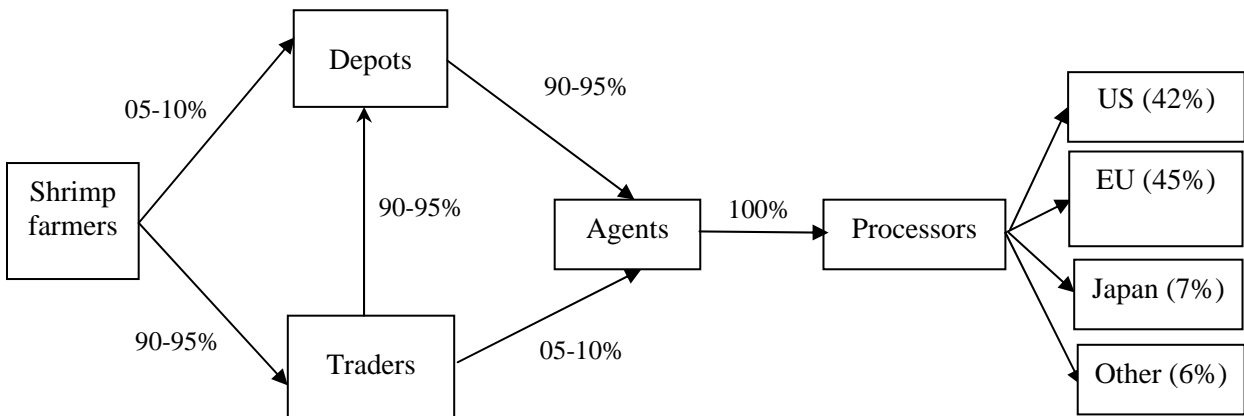 Depots
05-10%
90-95%
US (42%)
EU (45%)
Shrimp
farmers
90-95%
Agents
100%
Processors
Japan (7%)
90-95%
Traders
05-10%
Other (6%)